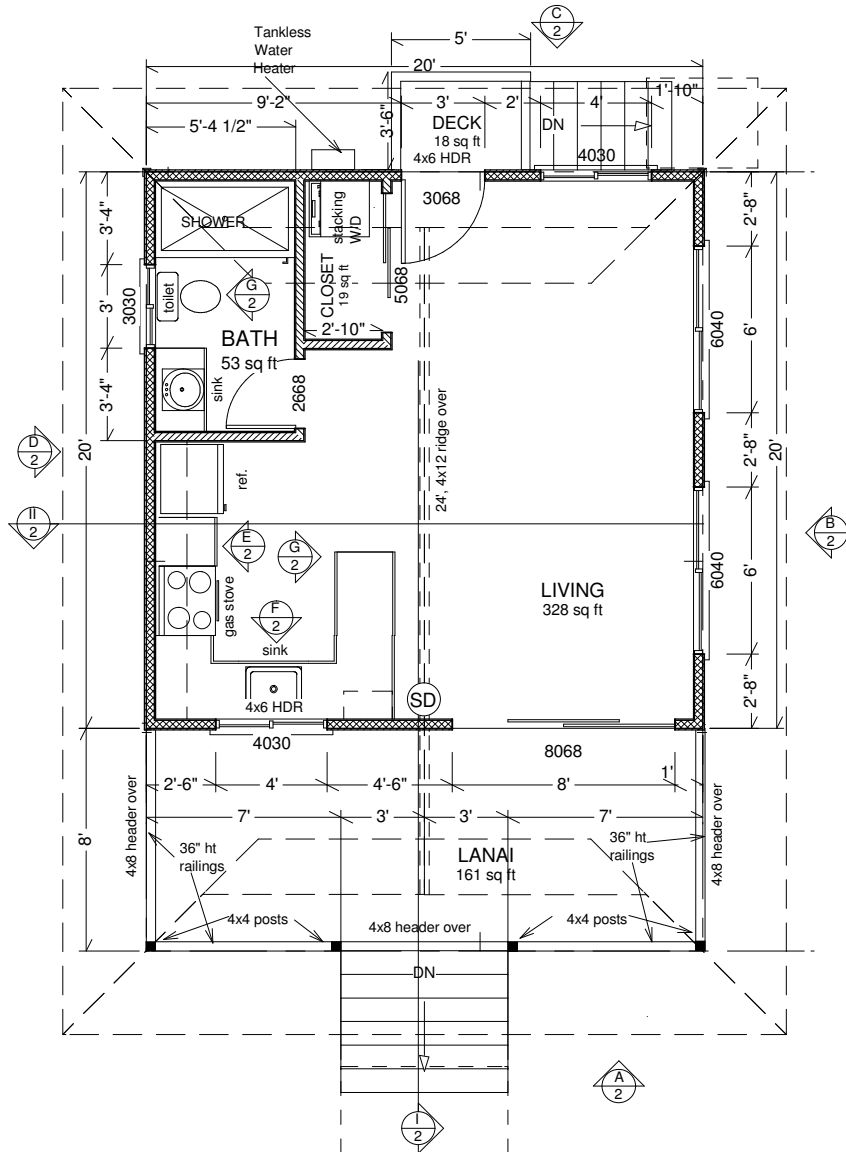 C
2
Tankless
Water
Heater
5'
20'
9'-2"
3'
2'
4'
1'-10"
5'-4 1/2"
3'-6"
DECK
18 sq ft
4x6 HDR
DN
4030
3068
SHOWER
stacking
W/D
CLOSET
19 sq ft
5068
2'-10"
3'-4"
3'
3'-4"
3030
toilet
G
2
BATH
53 sq ft
sink
2668
2'-8"
6'
6040
2'-8"
20'
20'
D
2
II
2
B
2
24', 4x12 ridge over
ref.
E
2
G
2
F
2
gas stove
sink
4x6 HDR
LIVING
328 sq ft
6'
6040
2'-8"
SD
4030
8068
2'-6"
4'
4'-6"
8'
1'
7'
3'
3'
7'
8'
4x8 header over
36" ht
railings
LANAI
161 sq ft
36" ht
railings
4x8 header over
4x4 posts
4x8 header over
4x4 posts
DN
A
2
I
2